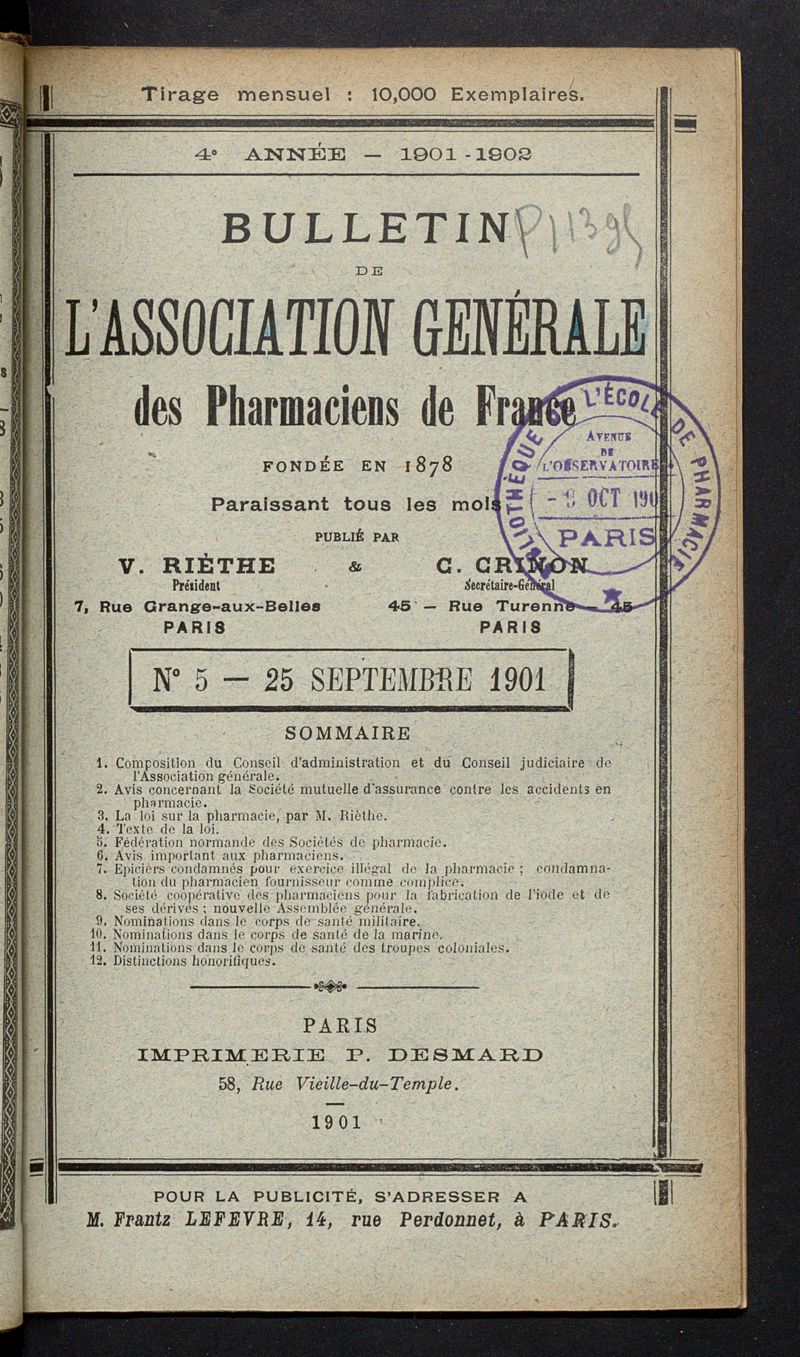 Tirage mensuel : 10,000 Exemplaires.
4e ANNÉE — 1901-1902
BULLETIN
DE
L'ASSOCIATION GENÉRALE
des Pharmaciens de France
FONDÉE EN 1878
Paraissant tous les mois
PUBLIÉ PAR
V. RIÈTHE & C. CRINON
Président Secrétaire-Général
7, Rue Grange-aux-Belles 45 — Rue Turenne — 45
PARIS PARIS
L'ÉCOLE DE PHARMACIE
AVENUE
DE
L'OBSERVATOIRE
OCT 190
PARIS
N° 5 — 25 SEPTEMBRE 1901
SOMMAIRE
1. Composition du Conseil d'administration et du Conseil judiciaire de
l'Association générale.
2. Avis concernant la Société mutuelle d'assurance contre les accidents en
pharmacie.
3. La loi sur la pharmacie, par M. Rièthe.
4. Texte de la loi.
5. Fédération normande des Sociétés de pharmacie.
6. Avis important aux pharmaciens.
7. Epiciers condamnés pour exercice illégal de la pharmacie ; condamna-
tion du pharmacien fournisseur comme complice.
8. Société coopérative des pharmaciens pour la fabrication de l'iode et de
ses dérivés ; nouvelle Assemblée générale.
9. Nominations dans le corps de santé militaire.
10. Nominations dans le corps de santé de la marine.
11. Nominations dans le corps de santé des troupes coloniales.
12. Distinctions honorifiques.
PARIS
IMPRIMERIE P. DESMARD
58, Rue Vieille-du-Temple.
1901
POUR LA PUBLICITÉ, S'ADRESSER A
M. Frantz LEFEVRE, 14, rue Perdonnet, à PARIS.